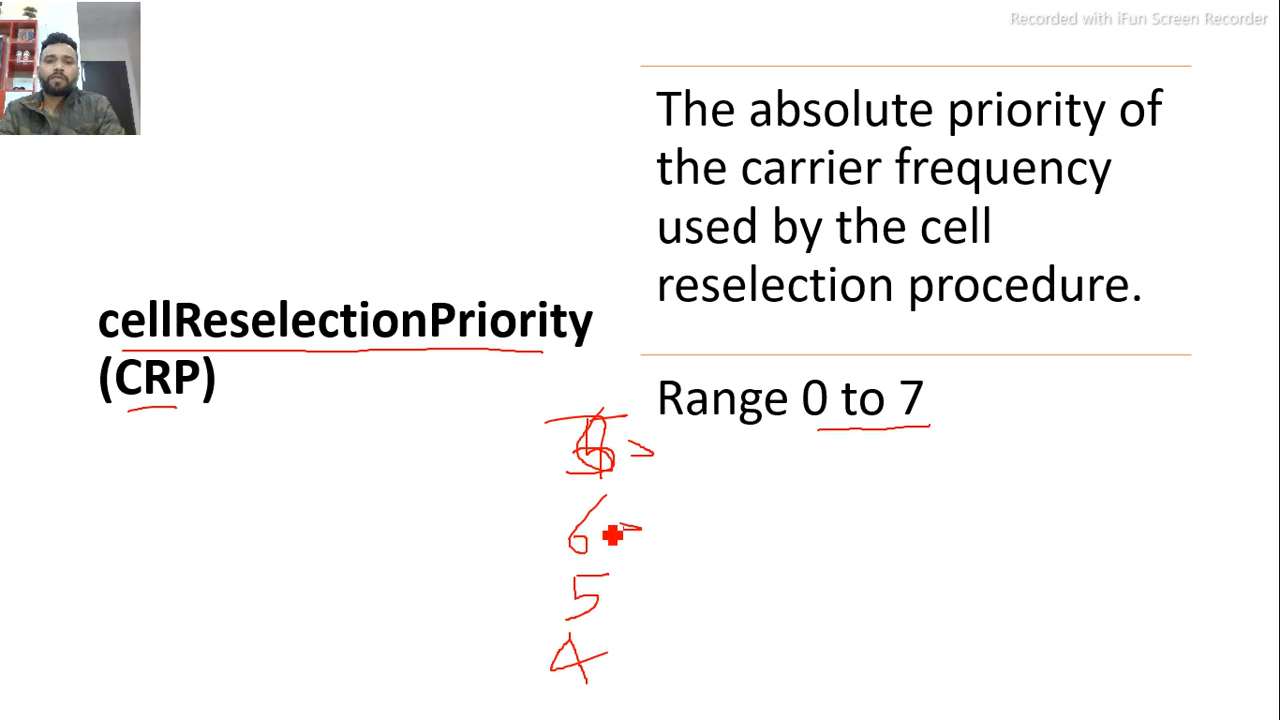 Recorded with iFun Screen Recorder
The absolute priority of
the carrier frequency
used by the cell
reselection procedure.
cellReselectionPriority
(CRP)
Range 0 to 7
6
5
4